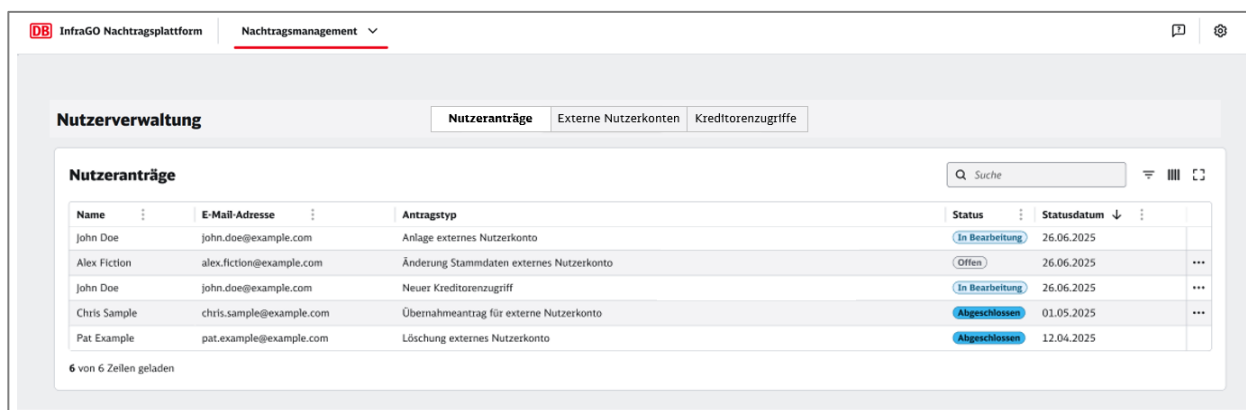 DB InfraGO Nachtragsplattform Nachtragsmanagement
Nutzerverwaltung Nutzeranträge Externe Nutzerkonten Kreditorenzugriffe
Nutzeranträge Suche
Name E-Mail-Adresse Antragstyp Status Statusdatum
John Doe john.doe@example.com Anlage externes Nutzerkonto In Bearbeitung 26.06.2025
Alex Fiction alex.fiction@example.com Änderung Stammdaten externes Nutzerkonto Offen 26.06.2025
John Doe john.doe@example.com Neuer Kreditorenzugriff In Bearbeitung 26.06.2025
Chris Sample chris.sample@example.com Übernahmeantrag für externe Nutzerkonto Abgeschlossen 01.05.2025
Pat Example pat.example@example.com Löschung externes Nutzerkonto Abgeschlossen 12.04.2025
6 von 6 Zeilen geladen